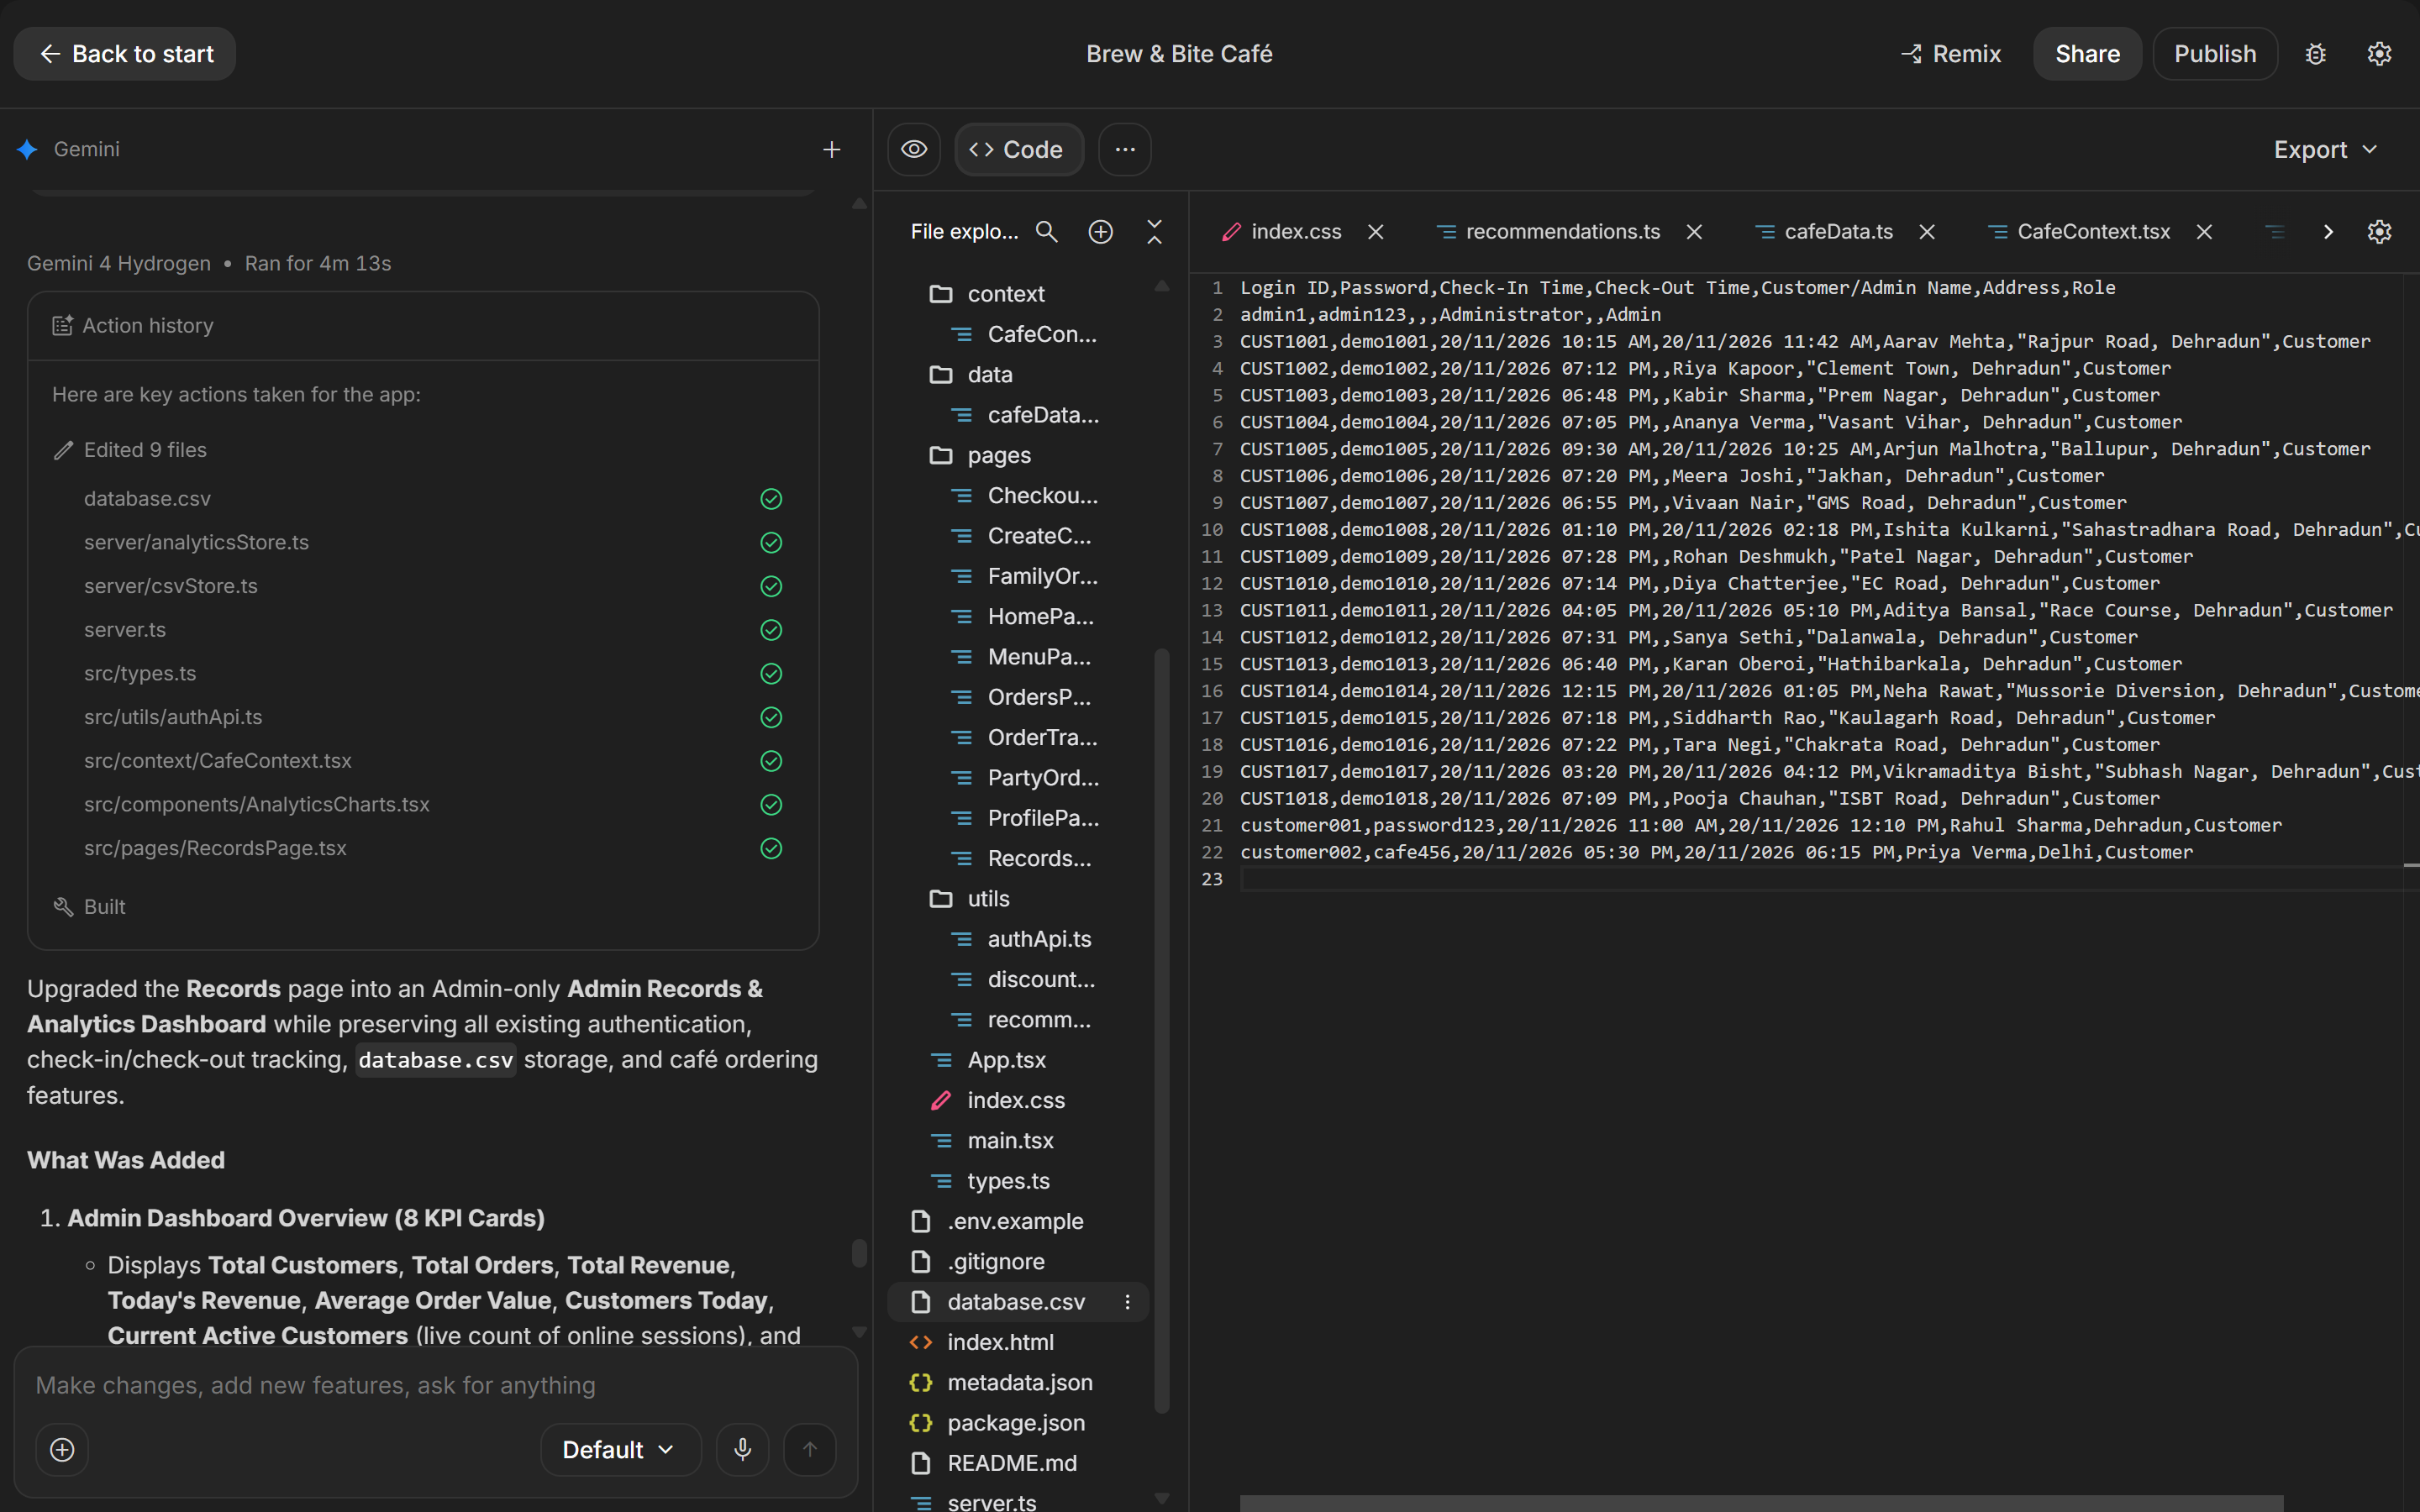 Back to start
Brew & Bite Café
Remix
Share
Publish
Gemini
Code
Export
Gemini 4 Hydrogen • Ran for 4m 13s
Action history
Here are key actions taken for the app:
Edited 9 files
database.csv
server/analyticsStore.ts
server/csvStore.ts
server.ts
src/types.ts
src/utils/authApi.ts
src/context/CafeContext.tsx
src/components/AnalyticsCharts.tsx
src/pages/RecordsPage.tsx
Built
Upgraded the Records page into an Admin-only Admin Records &
Analytics Dashboard while preserving all existing authentication,
check-in/check-out tracking, database.csv storage, and café ordering
features.
What Was Added
1. Admin Dashboard Overview (8 KPI Cards)
◦ Displays Total Customers, Total Orders, Total Revenue,
Today's Revenue, Average Order Value, Customers Today,
Current Active Customers (live count of online sessions), and
Make changes, add new features, ask for anything
Default
File explo...
context
CafeCon...
data
cafeData...
pages
Checkou...
CreateC...
FamilyOr...
HomePa...
MenuPa...
OrdersP...
OrderTra...
PartyOrd...
ProfilePa...
Records...
utils
authApi.ts
discount...
recomm...
App.tsx
index.css
main.tsx
types.ts
.env.example
.gitignore
database.csv
index.html
metadata.json
package.json
README.md
server.ts
index.css
recommendations.ts
cafeData.ts
CafeContext.tsx
1 Login ID,Password,Check-In Time,Check-Out Time,Customer/Admin Name,Address,Role
2 admin1,admin123,,,Administrator,,Admin
3 CUST1001,demo1001,20/11/2026 10:15 AM,20/11/2026 11:42 AM,Aarav Mehta,"Rajpur Road, Dehradun",Customer
4 CUST1002,demo1002,20/11/2026 07:12 PM,,Riya Kapoor,"Clement Town, Dehradun",Customer
5 CUST1003,demo1003,20/11/2026 06:48 PM,,Kabir Sharma,"Prem Nagar, Dehradun",Customer
6 CUST1004,demo1004,20/11/2026 07:05 PM,,Ananya Verma,"Vasant Vihar, Dehradun",Customer
7 CUST1005,demo1005,20/11/2026 09:30 AM,20/11/2026 10:25 AM,Arjun Malhotra,"Ballupur, Dehradun",Customer
8 CUST1006,demo1006,20/11/2026 07:20 PM,,Meera Joshi,"Jakhan, Dehradun",Customer
9 CUST1007,demo1007,20/11/2026 06:55 PM,,Vivaan Nair,"GMS Road, Dehradun",Customer
10 CUST1008,demo1008,20/11/2026 01:10 PM,20/11/2026 02:18 PM,Ishita Kulkarni,"Sahastradhara Road, Dehradun",Cu
11 CUST1009,demo1009,20/11/2026 07:28 PM,,Rohan Deshmukh,"Patel Nagar, Dehradun",Customer
12 CUST1010,demo1010,20/11/2026 07:14 PM,,Diya Chatterjee,"EC Road, Dehradun",Customer
13 CUST1011,demo1011,20/11/2026 04:05 PM,20/11/2026 05:10 PM,Aditya Bansal,"Race Course, Dehradun",Customer
14 CUST1012,demo1012,20/11/2026 07:31 PM,,Sanya Sethi,"Dalanwala, Dehradun",Customer
15 CUST1013,demo1013,20/11/2026 06:40 PM,,Karan Oberoi,"Hathibarkala, Dehradun",Customer
16 CUST1014,demo1014,20/11/2026 12:15 PM,20/11/2026 01:05 PM,Neha Rawat,"Mussorie Diversion, Dehradun",Custome
17 CUST1015,demo1015,20/11/2026 07:18 PM,,Siddharth Rao,"Kaulagarh Road, Dehradun",Customer
18 CUST1016,demo1016,20/11/2026 07:22 PM,,Tara Negi,"Chakrata Road, Dehradun",Customer
19 CUST1017,demo1017,20/11/2026 03:20 PM,20/11/2026 04:12 PM,Vikramaditya Bisht,"Subhash Nagar, Dehradun",Cust
20 CUST1018,demo1018,20/11/2026 07:09 PM,,Pooja Chauhan,"ISBT Road, Dehradun",Customer
21 customer001,password123,20/11/2026 11:00 AM,20/11/2026 12:10 PM,Rahul Sharma,Dehradun,Customer
22 customer002,cafe456,20/11/2026 05:30 PM,20/11/2026 06:15 PM,Priya Verma,Delhi,Customer
23